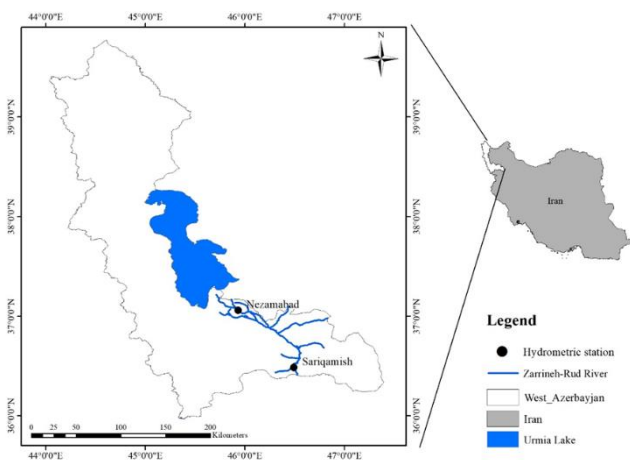 44°0'0"E 45°0'0"E 46°0'0"E 47°0'0"E
N
39°0'0"N
38°0'0"N
37°0'0"N
36°0'0"N
39°0'0"N
38°0'0"N
37°0'0"N
36°0'0"N
Nezamabad
Sariqamish
0 25 50 100 150 200
Kilometers
44°0'0"E 45°0'0"E 46°0'0"E 47°0'0"E
Iran
Legend
Hydrometric station
Zarrineh-Rud River
West_Azerbayjan
Iran
Urmia Lake